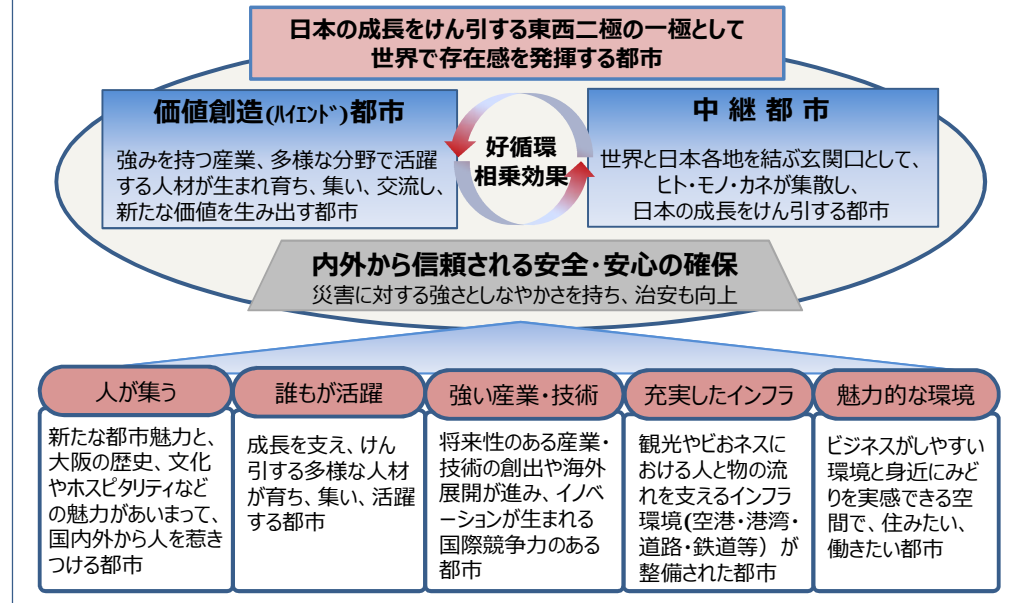 日本の成長をけん引する東西二極の一極として
世界で存在感を発揮する都市
価値創造(ﾊｲｴﾝﾄﾞ)都市
強みを持つ産業、多様な分野で活躍
する人材が生まれ育ち、集い、交流し、
新たな価値を生み出す都市
好循環
相乗効果
中 継 都 市
世界と日本各地を結ぶ玄関口として、
ヒト・モノ・カネが集散し、
日本の成長をけん引する都市
内外から信頼される安全・安心の確保
災害に対する強さとしなやかさを持ち、治安も向上
人が集う
新たな都市魅力と、
大阪の歴史、文化
やホスピタリティなど
の魅力があいまって、
国内外から人を惹き
つける都市
誰もが活躍
成長を支え、けん
引する多様な人材
が育ち、集い、活躍
する都市
強い産業・技術
将来性のある産業・
技術の創出や海外
展開が進み、イノベ
ーションが生まれる
国際競争力のある
都市
充実したインフラ
観光やビおネスに
おける人と物の流
れを支えるインフラ
環境(空港・港湾・
道路・鉄道等）が
整備された都市
魅力的な環境
ビジネスがしやすい
環境と身近にみど
りを実感できる空
間で、住みたい、
働きたい都市